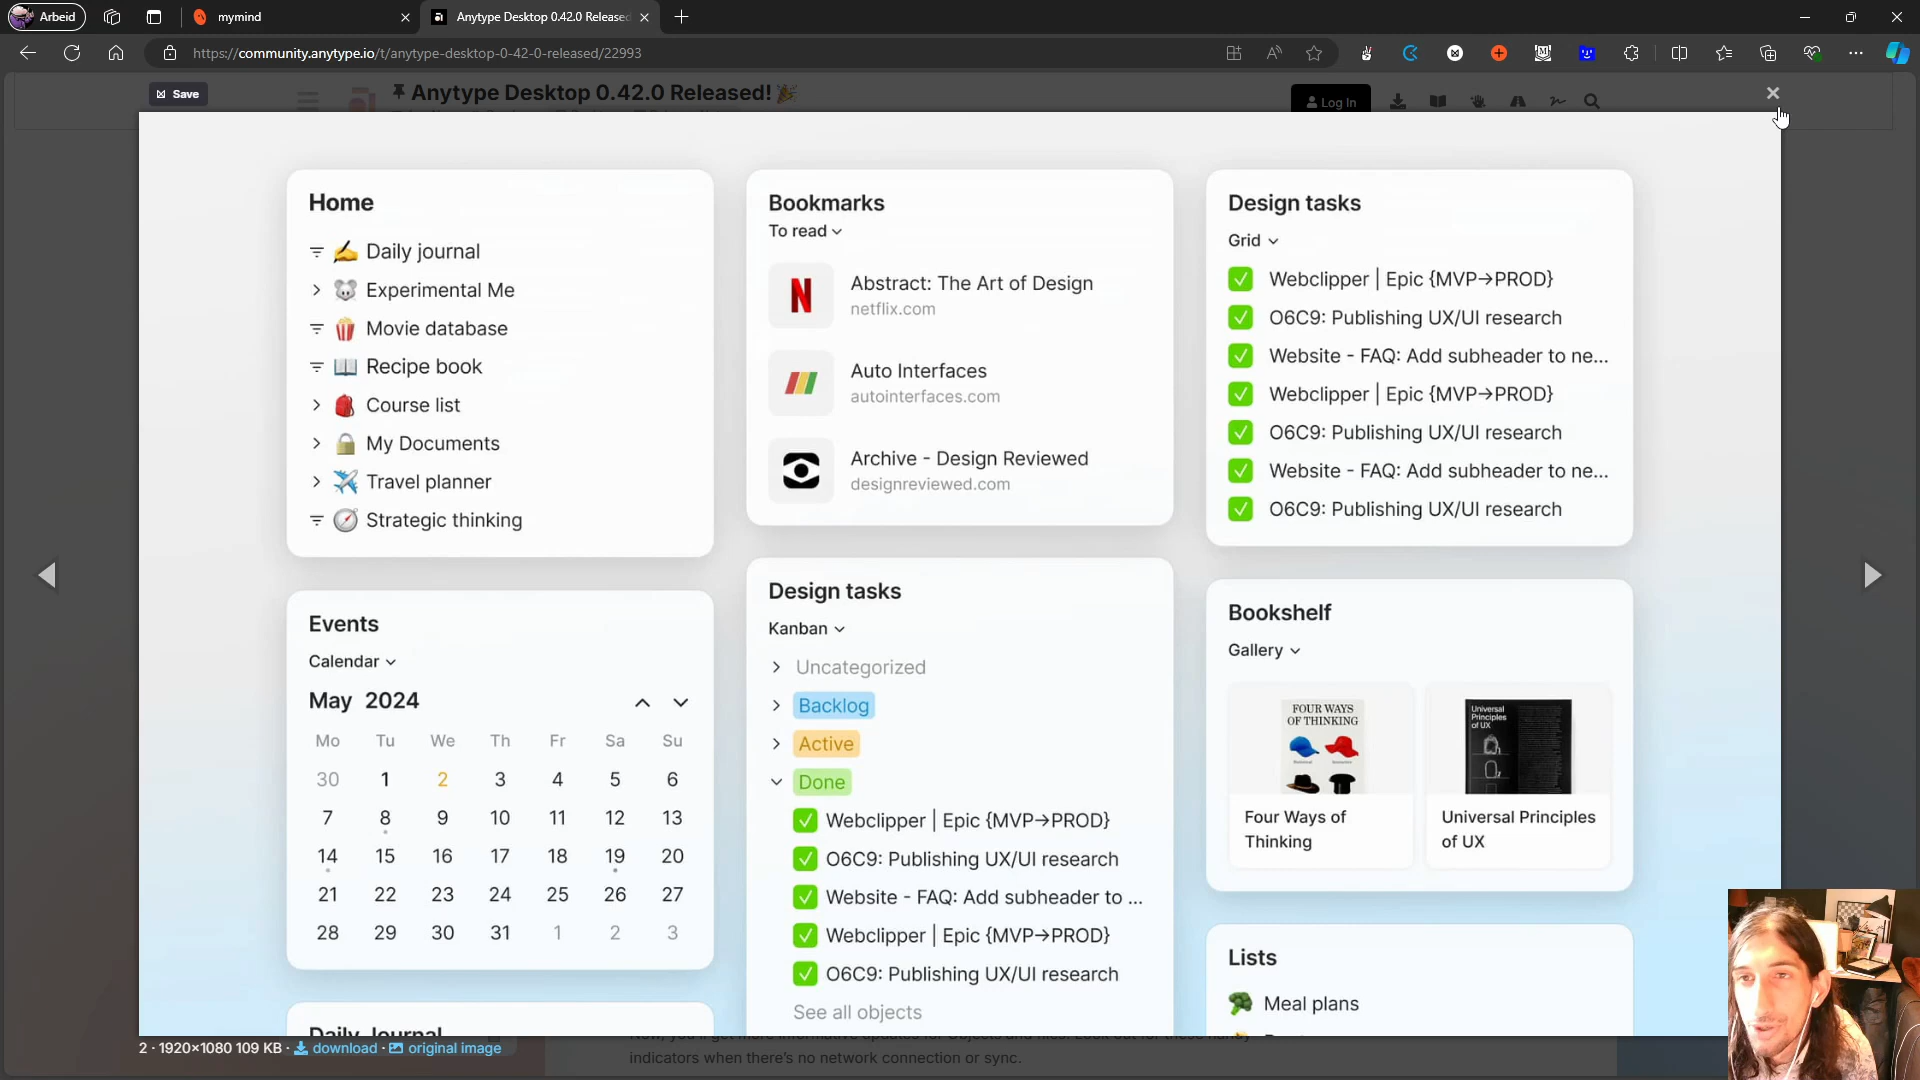 Arbeid
mymind
Anytype Desktop 0.42.0 Released
https://community.anytype.io/t/anytype-desktop-0-42-0-released/22993
Save
Anytype Desktop 0.42.0 Released!
Log In
Home
Daily journal
Experimental Me
Movie database
Recipe book
Course list
My Documents
Travel planner
Strategic thinking
Events
Calendar
May 2024
Mo Tu We Th Fr Sa Su
30 1 2 3 4 5 6
7 8 9 10 11 12 13
14 15 16 17 18 19 20
21 22 23 24 25 26 27
28 29 30 31 1 2 3
Daily Journal
Bookmarks
To read
N
Abstract: The Art of Design
netflix.com
Auto Interfaces
autointerfaces.com
Archive - Design Reviewed
designreviewed.com
Design tasks
Kanban
Uncategorized
Backlog
Active
Done
Webclipper | Epic {MVP→PROD}
O6C9: Publishing UX/UI research
Website - FAQ: Add subheader to ...
Webclipper | Epic {MVP→PROD}
O6C9: Publishing UX/UI research
See all objects
Design tasks
Grid
Webclipper | Epic {MVP→PROD}
O6C9: Publishing UX/UI research
Website - FAQ: Add subheader to ne...
Webclipper | Epic {MVP→PROD}
O6C9: Publishing UX/UI research
Website - FAQ: Add subheader to ne...
O6C9: Publishing UX/UI research
Bookshelf
Gallery
FOUR WAYS
OF THINKING
Four Ways of
Thinking
Universal
Principles
of UX
Universal Principles
of UX
Lists
Meal plans
2 · 1920×1080 109 KB · download · original image
indicators when there's no network connection or sync.